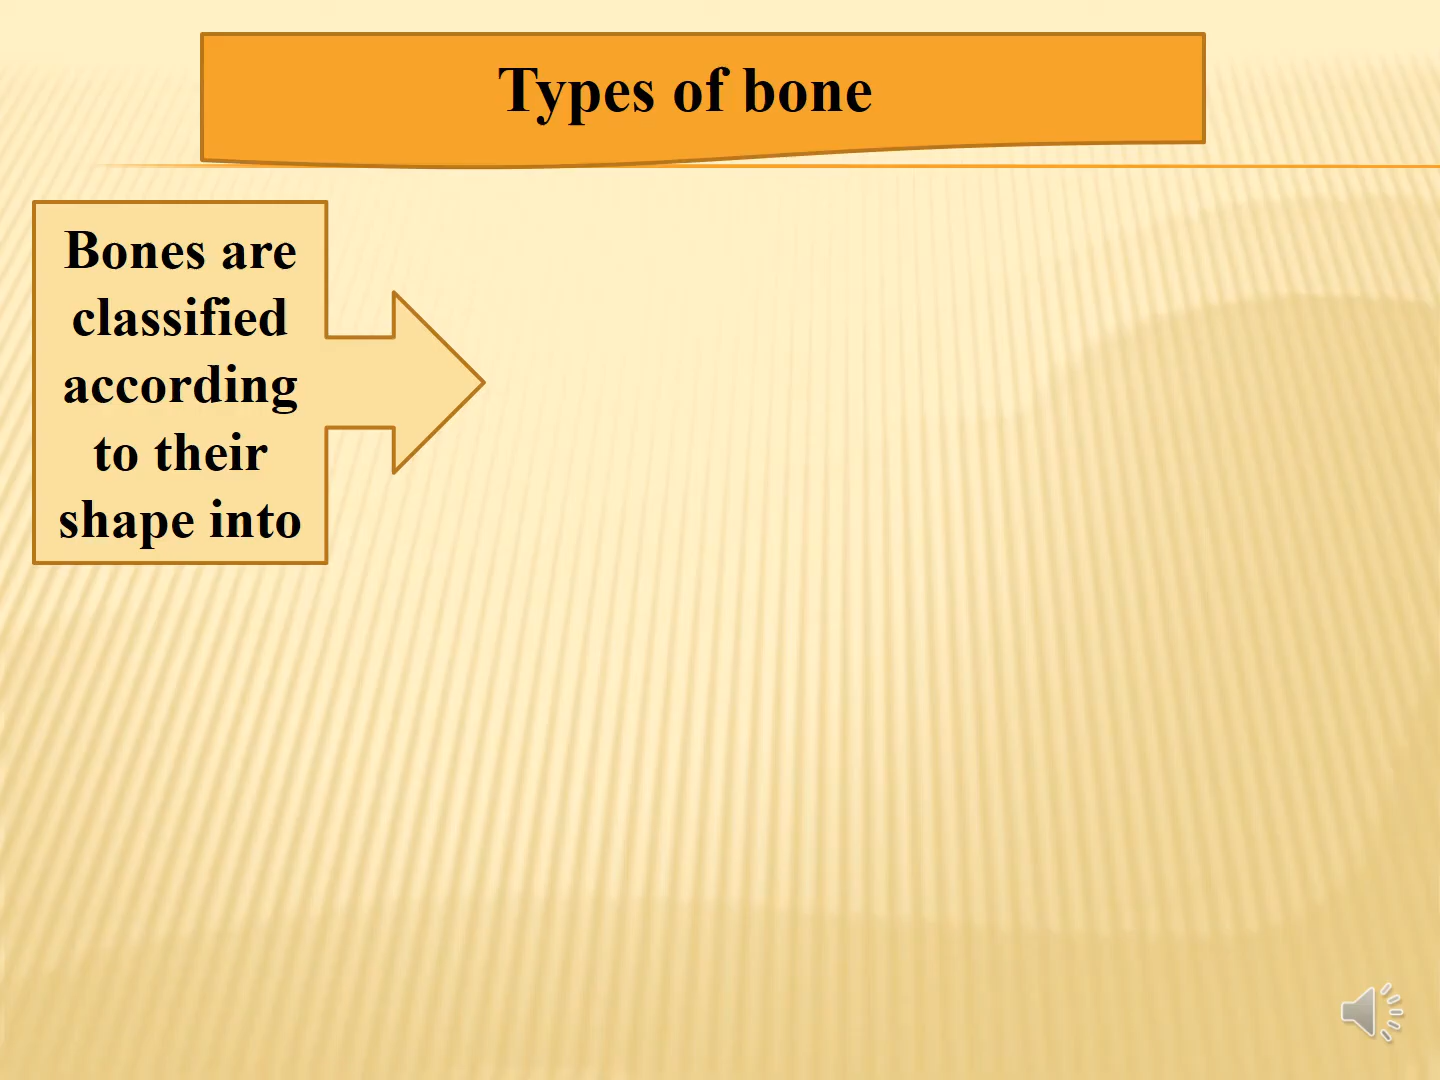 Types of bone
Bones are
classified
according
to their
shape into